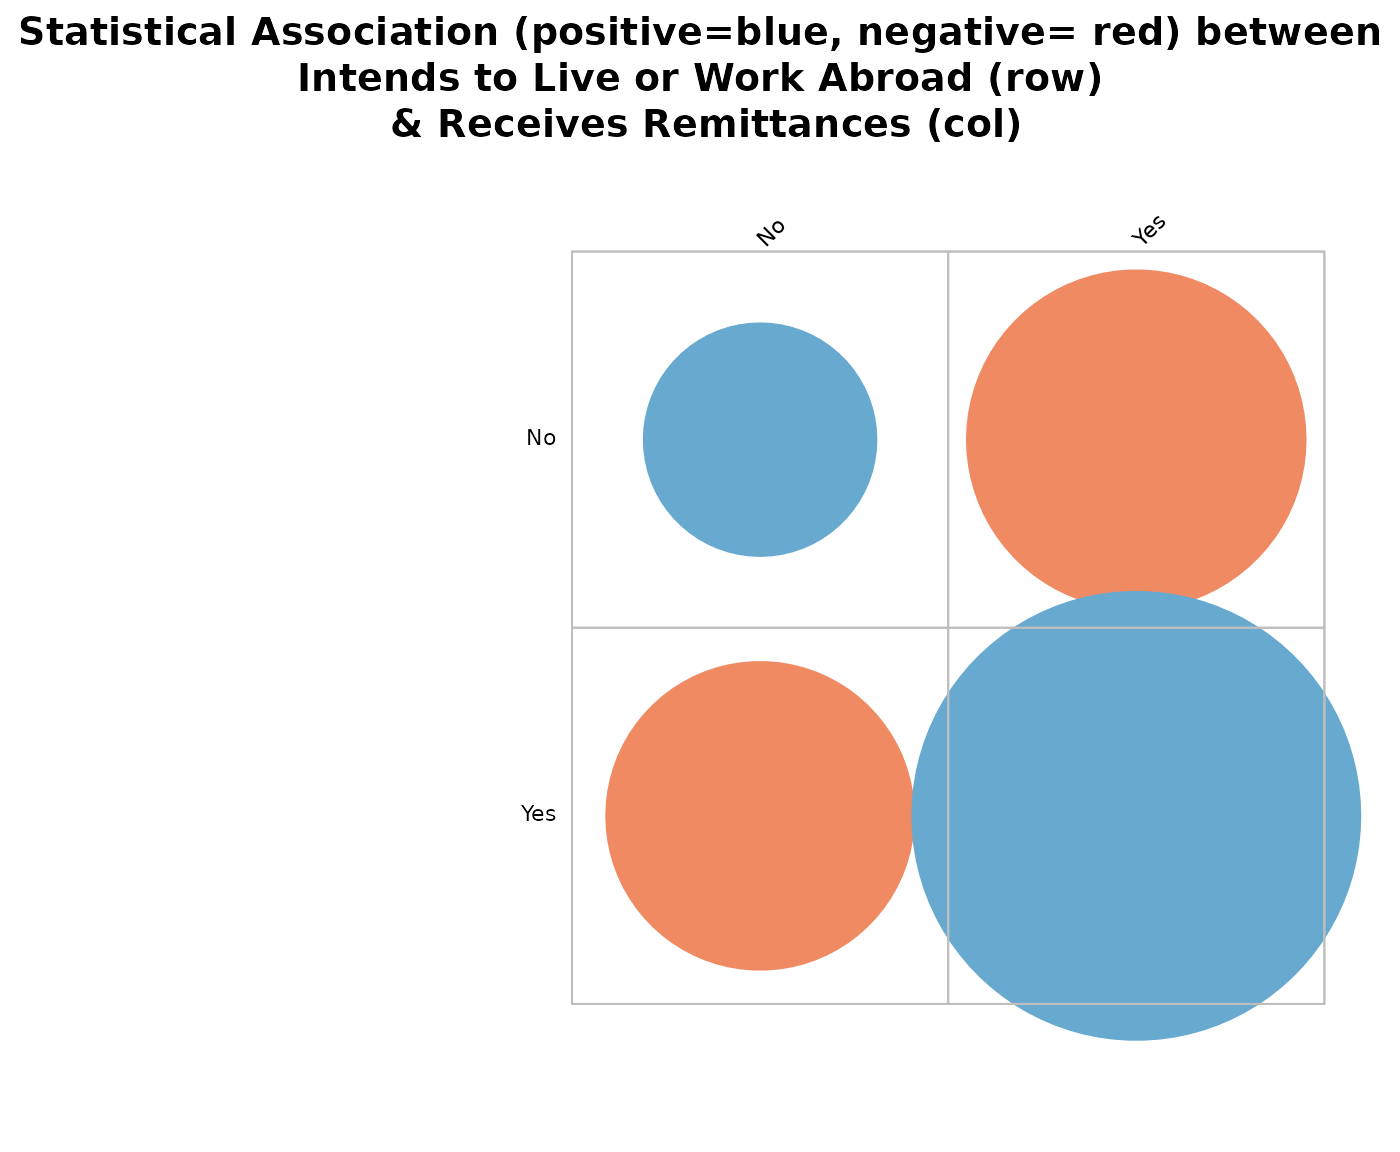 Statistical Association (positive=blue, negative= red) between
Intends to Live or Work Abroad (row)
& Receives Remittances (col)
No
Yes
No
Yes